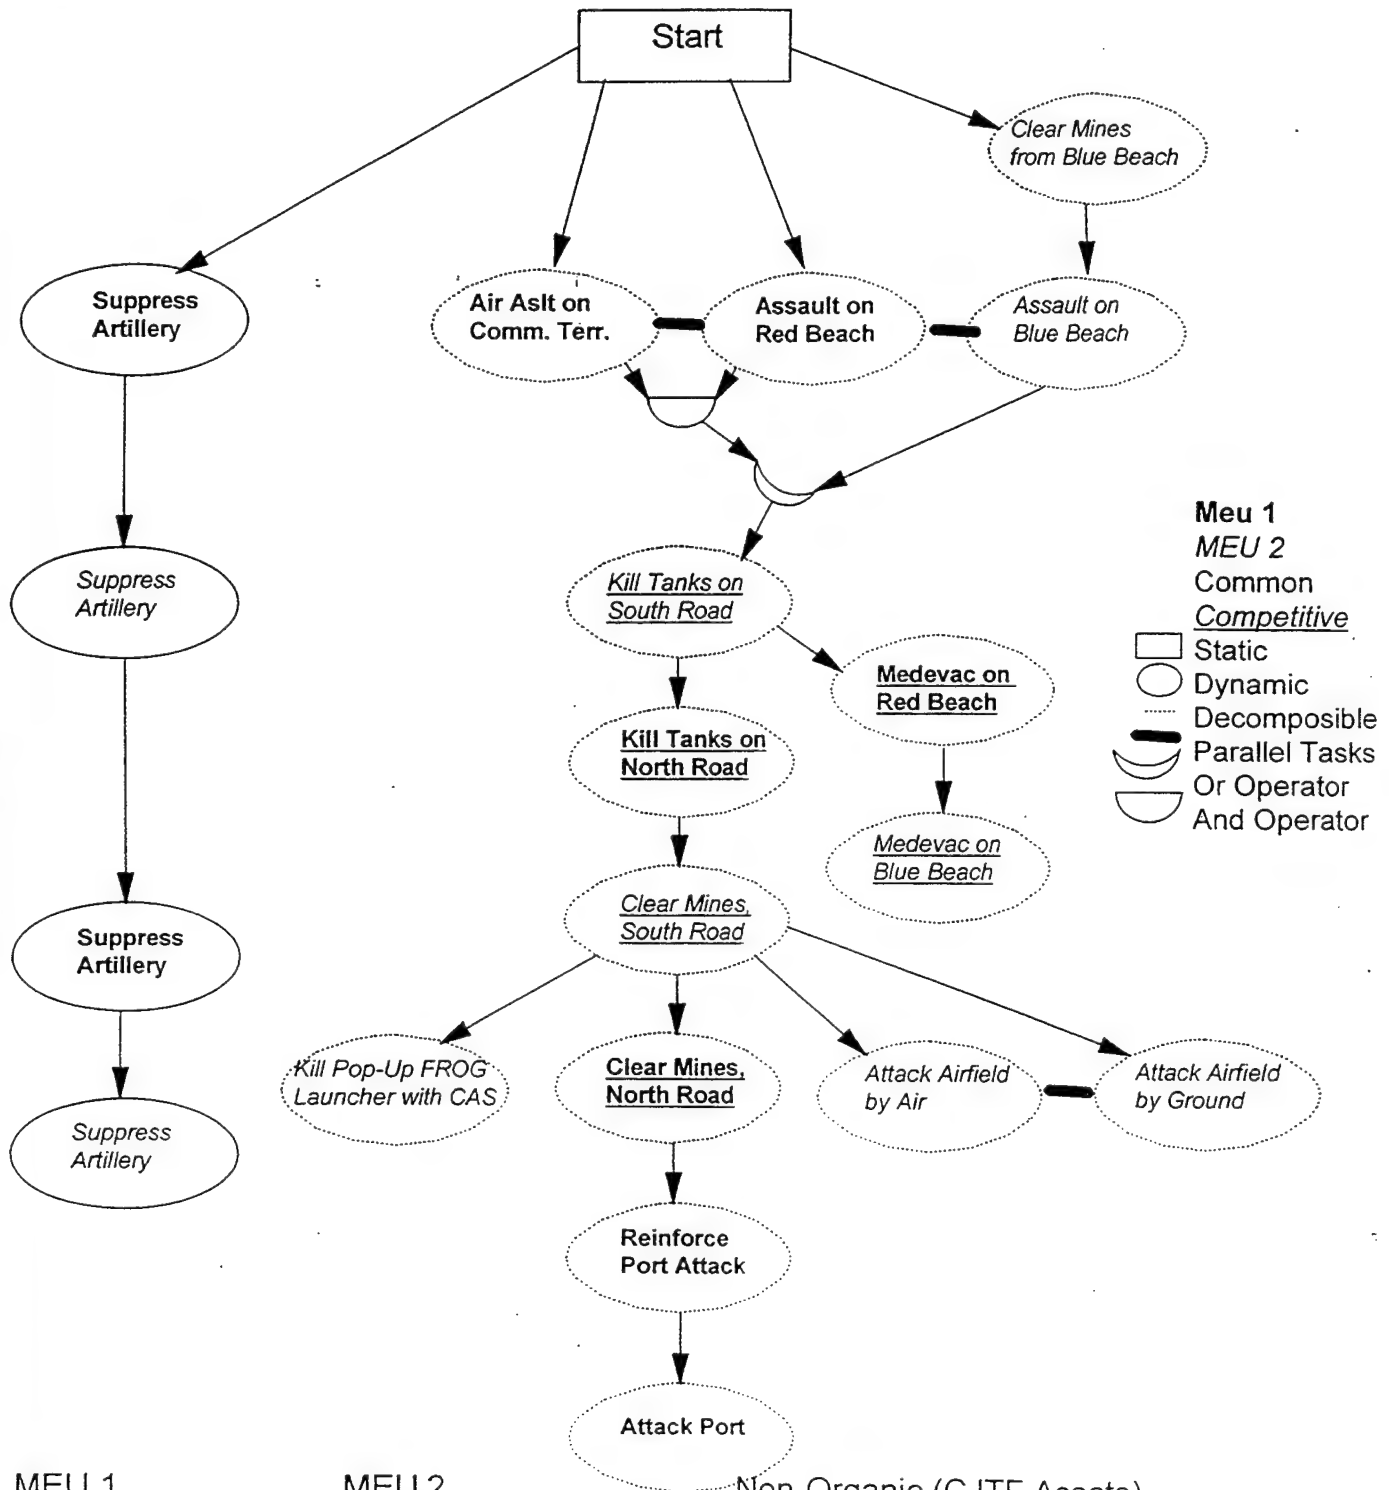 Start
Clear Mines
from Blue Beach
Suppress
Artillery
Air Aslt on
Comm. Terr.
Assault on
Red Beach
Assault on
Blue Beach
Meu 1
MEU 2
Common
Competitive
Static
Dynamic
Decomposible
Parallel Tasks
Or Operator
And Operator
Suppress
Artillery
Kill Tanks on
South Road
Medevac on
Red Beach
Kill Tanks on
North Road
Medevac on
Blue Beach
Clear Mines,
South Road
Suppress
Artillery
Kill Pop-Up FROG
Launcher with CAS
Clear Mines,
North Road
Attack Airfield
by Air
Attack Airfield
by Ground
Suppress
Artillery
Reinforce
Port Attack
Attack Port
MEU 1
MEU 2
Non-Organic (CJTF Assets)